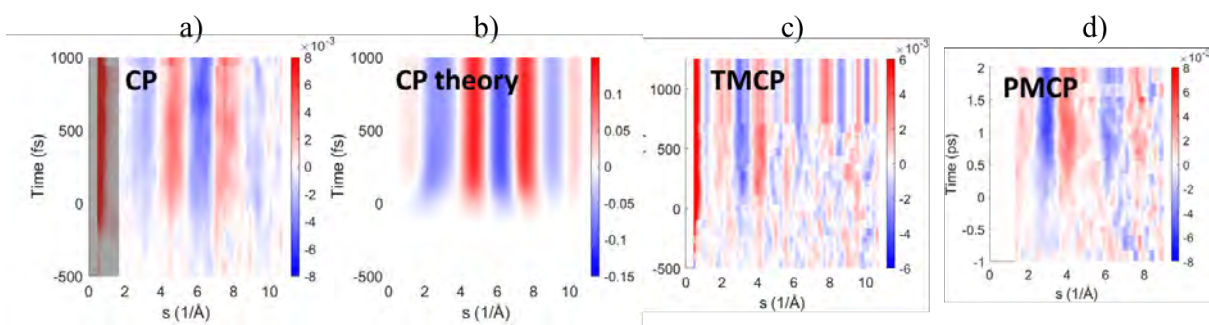 a) b) c) d)
×10⁻³ ×10⁻³ ×10⁻³
CP CP theory TMCP PMCP
1000 500 0 -500
Time (fs)
0 2 4 6 8 10
s (1/Å)
8 6 4 2 0 -2 -4 -6 -8
1000 500 0 -500
Time (fs)
0 2 4 6 8 10
s (1/Å)
0.1 0.05 0 -0.05 -0.1 -0.15
1000 500 0 -500
Time (fs)
0 2 4 6 8 10
s (1/Å)
6 4 2 0 -2 -4 -6
2 1.5 1 0.5 0 -0.5 -1
Time (ps)
0 2 4 6 8
s (1/Å)
8 6 4 2 0 -2 -4 -6 -8